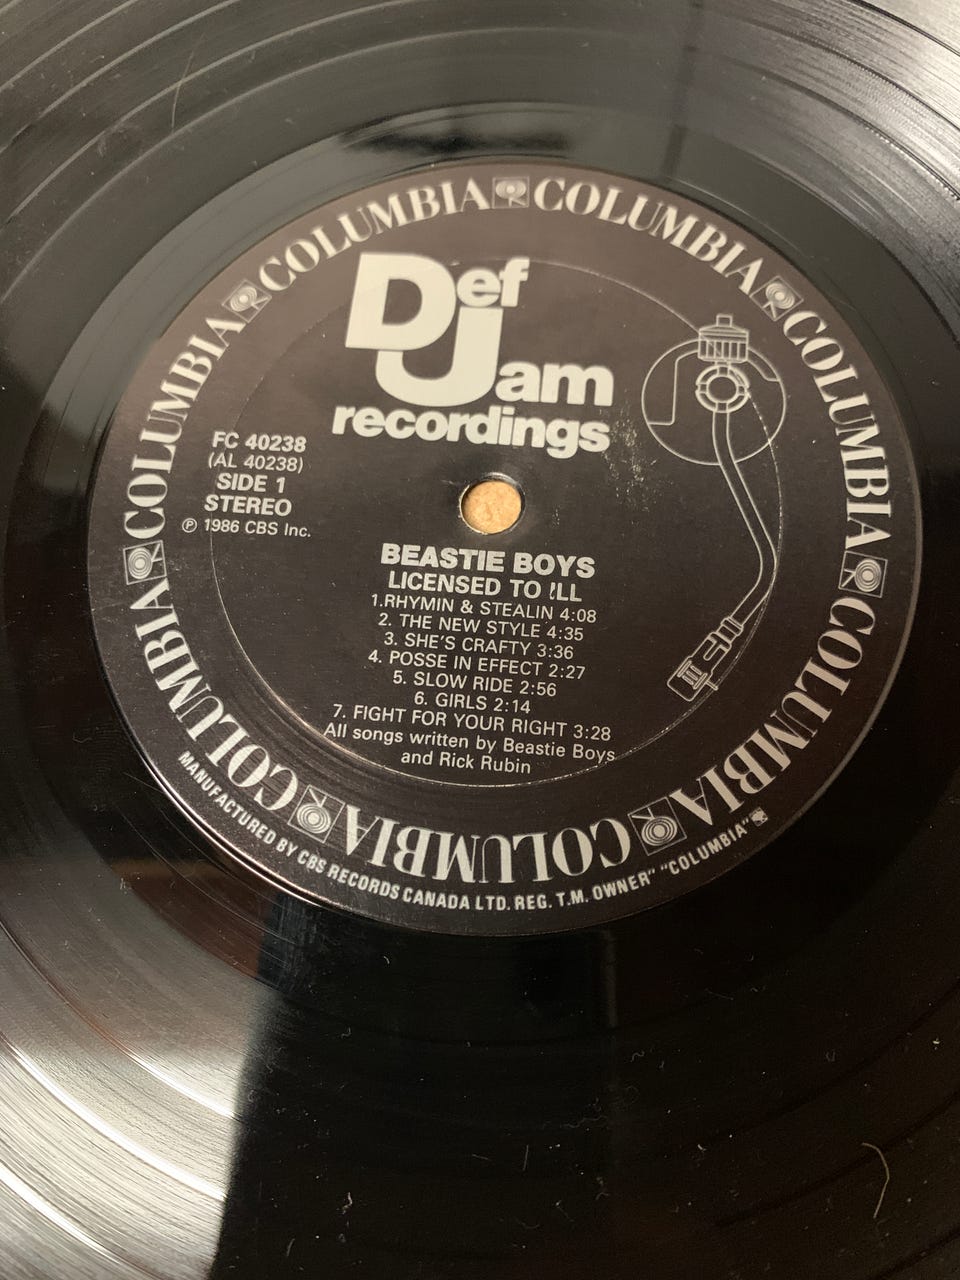 COLUMBIA COLUMBIA COLUMBIA COLUMBIA COLUMBIA COLUMBIA COLUMBIA COLUMBIA COLUMBIA
Def
Jam
recordings
FC 40238
(AL 40238)
SIDE 1
STEREO
℗ 1986 CBS Inc.
BEASTIE BOYS
LICENSED TO ILL
1.RHYMIN & STEALIN 4:08
2. THE NEW STYLE 4:35
3. SHE'S CRAFTY 3:36
4. POSSE IN EFFECT 2:27
5. SLOW RIDE 2:56
6. GIRLS 2:14
7. FIGHT FOR YOUR RIGHT 3:28
All songs written by Beastie Boys
and Rick Rubin
MANUFACTURED BY CBS RECORDS CANADA LTD. REG. T.M. OWNER" "COLUMBIA"